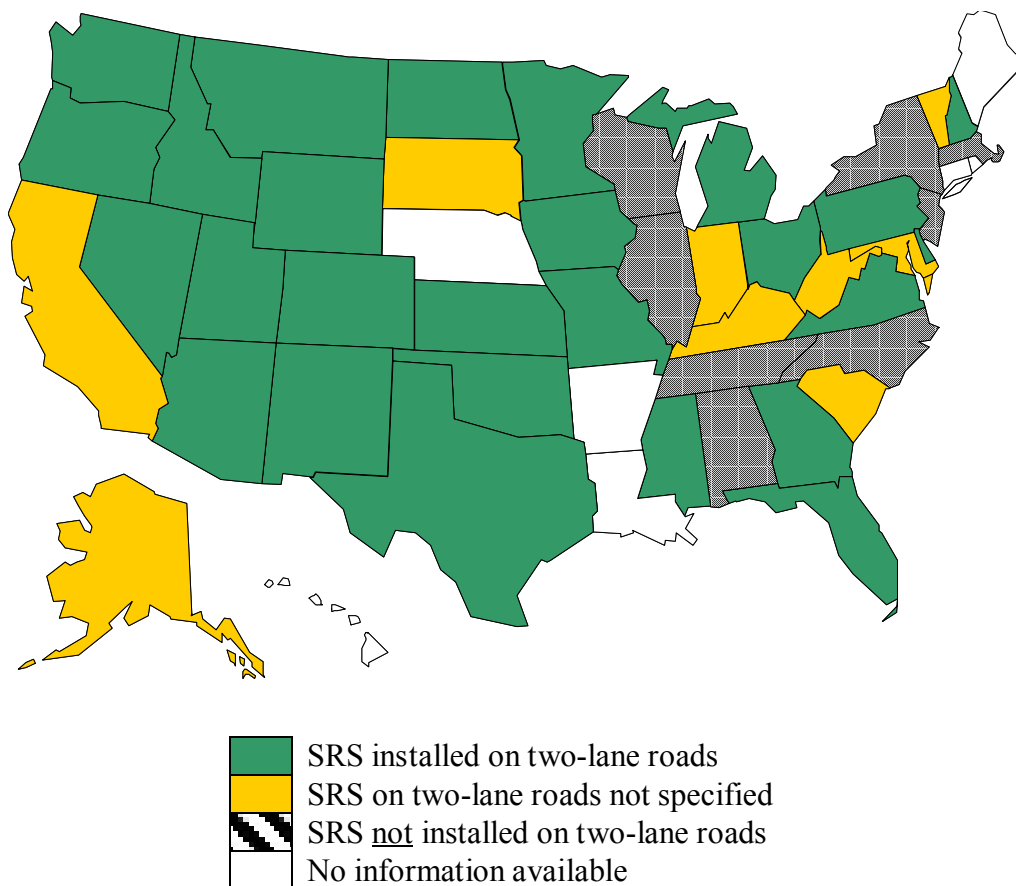 SRS installed on two-lane roads
SRS on two-lane roads not specified
SRS not installed on two-lane roads
No information available